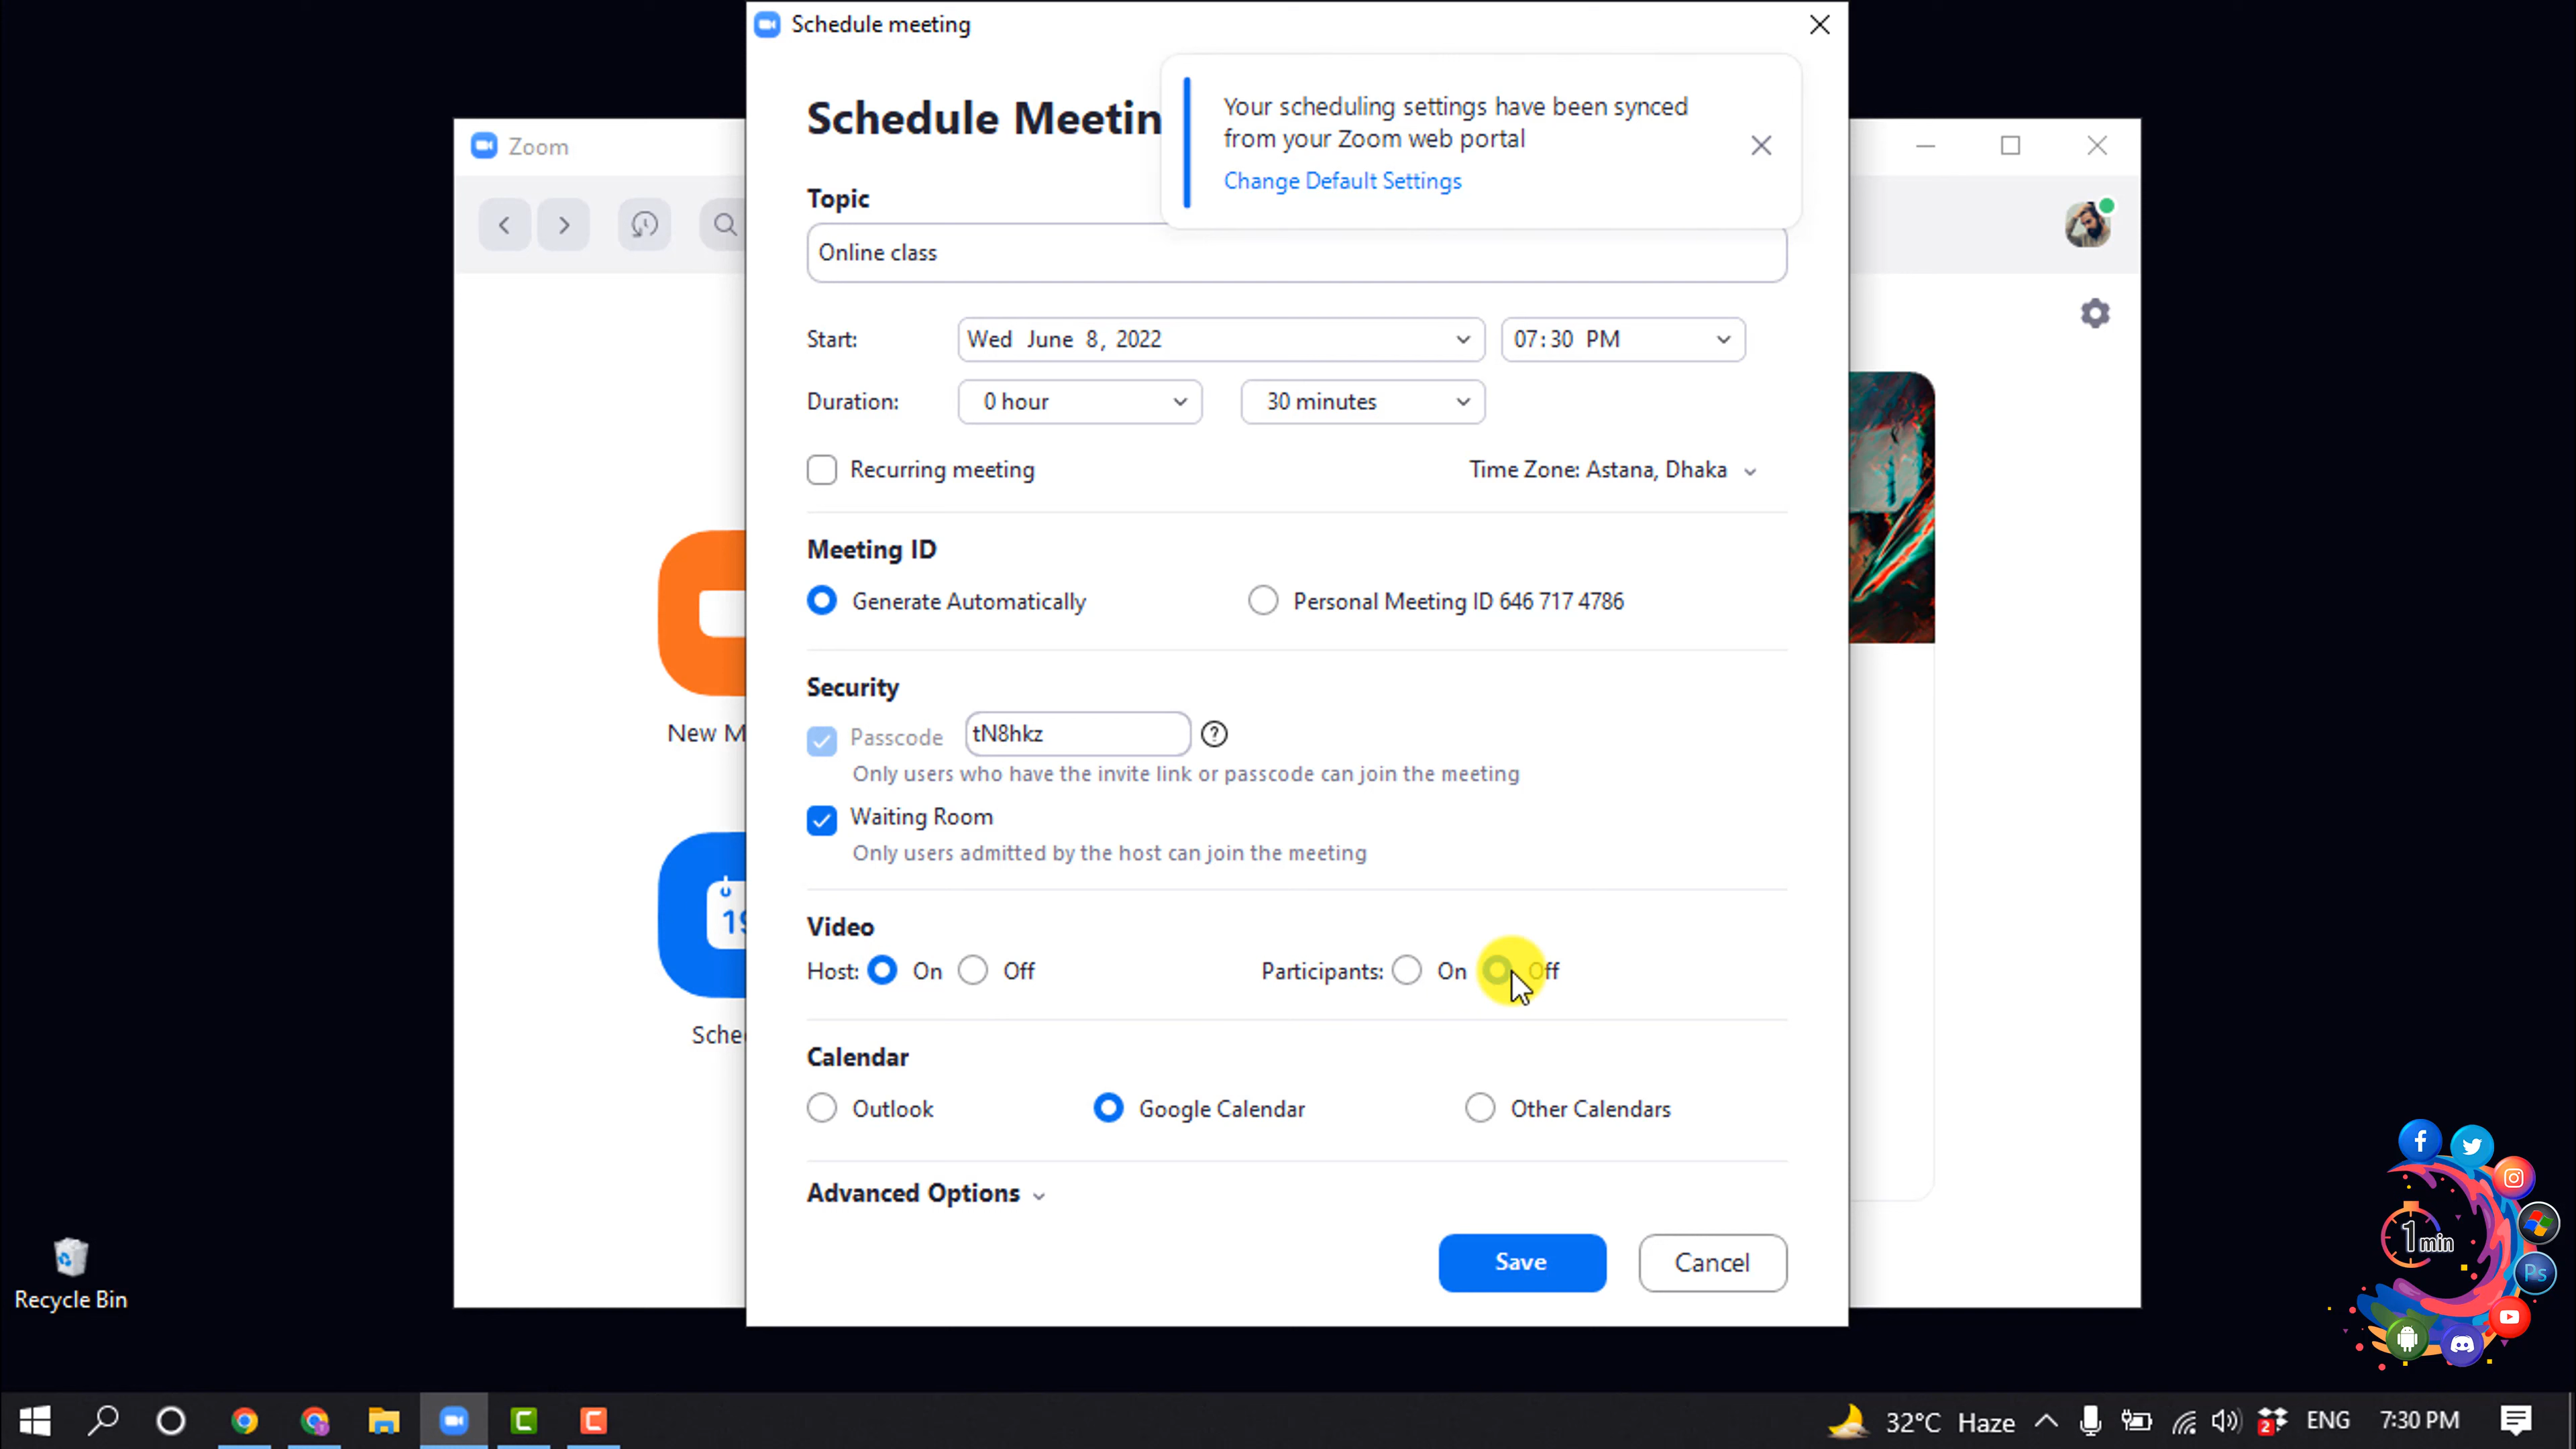 Schedule meeting
Your scheduling settings have been synced
from your Zoom web portal
Change Default Settings
Schedule Meetin
Zoom
Topic
Online class
Start:
Wed June 8, 2022
07:30 PM
Duration:
0 hour
30 minutes
Recurring meeting
Time Zone: Astana, Dhaka
Meeting ID
Generate Automatically
Personal Meeting ID 646 717 4786
Security
Passcode
tN8hkz
?
Only users who have the invite link or passcode can join the meeting
Waiting Room
Only users admitted by the host can join the meeting
New M
19
Sche
Video
Host:
On
Off
Participants:
On
Off
Calendar
Outlook
Google Calendar
Other Calendars
Advanced Options
Save
Cancel
Recycle Bin
1 min
Ps
32°C Haze
2
ENG
7:30 PM